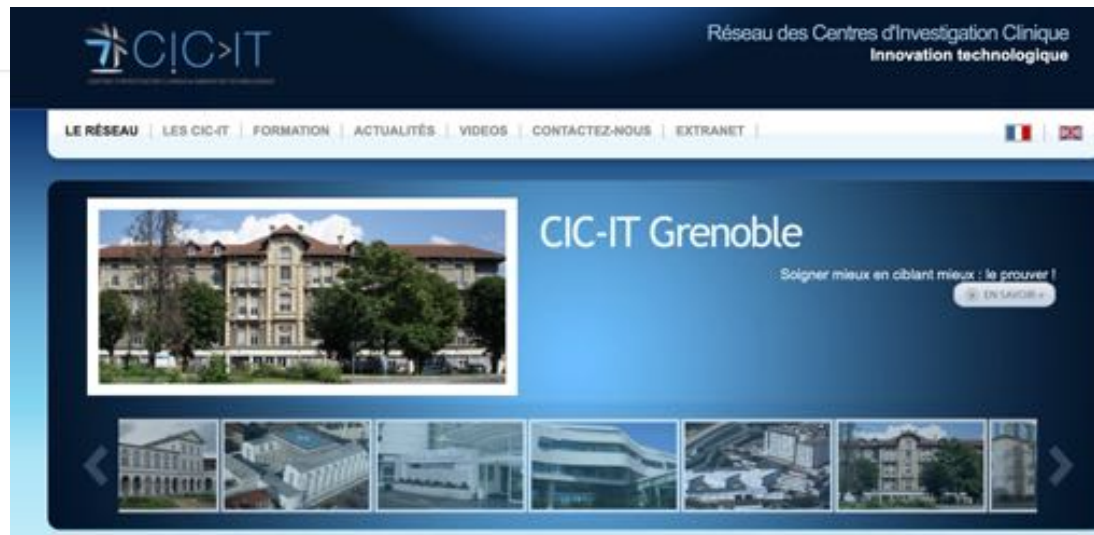 CIC>IT
Réseau des Centres d'Investigation Clinique
Innovation technologique
LE RÉSEAU | LES CIC-IT | FORMATION | ACTUALITÉS | VIDEOS | CONTACTEZ-NOUS | EXTRANET |
CIC-IT Grenoble
Soigner mieux en ciblant mieux : le prouver !
EN SAVOIR +